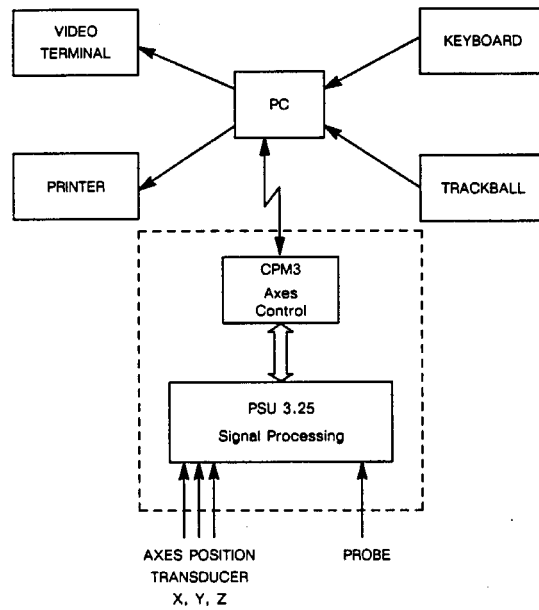 VIDEO
TERMINAL
KEYBOARD
PC
PRINTER
TRACKBALL
CPM3
Axes
Control
PSU 3.25
Signal Processing
AXES POSITION
TRANSDUCER
X, Y, Z
PROBE